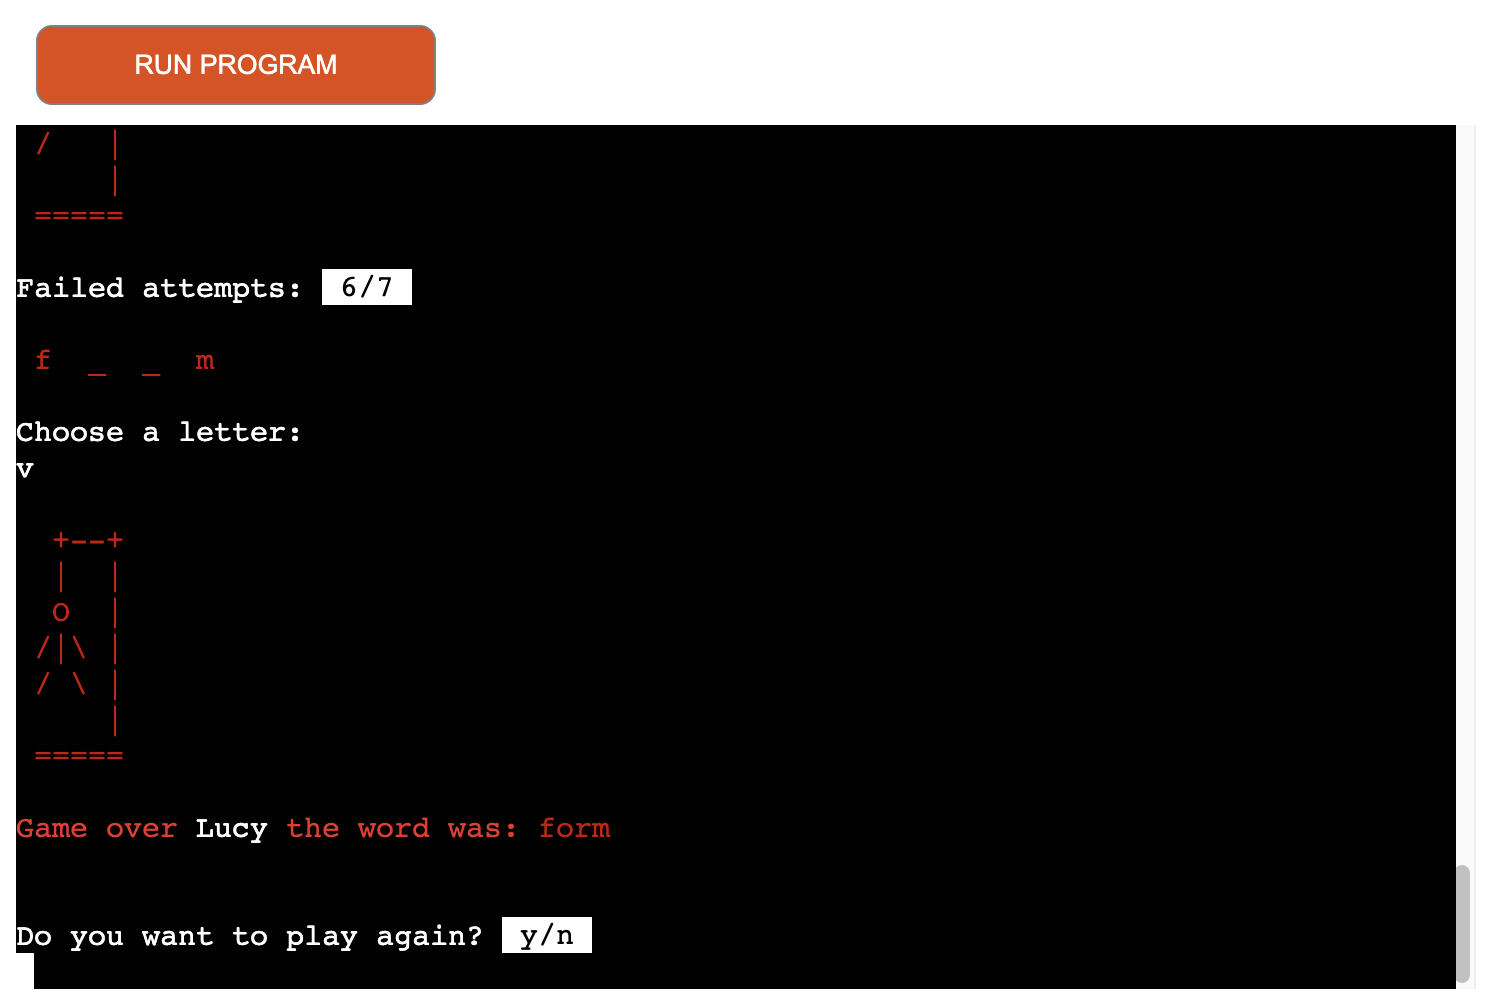 RUN PROGRAM
/   |
    |
=====
Failed attempts: 6/7
f _ _ m
Choose a letter:
v
  +--+
  |  |
  O  |
 /|\ |
 / \ |
     |
 =====
Game over Lucy the word was: form
Do you want to play again? y/n